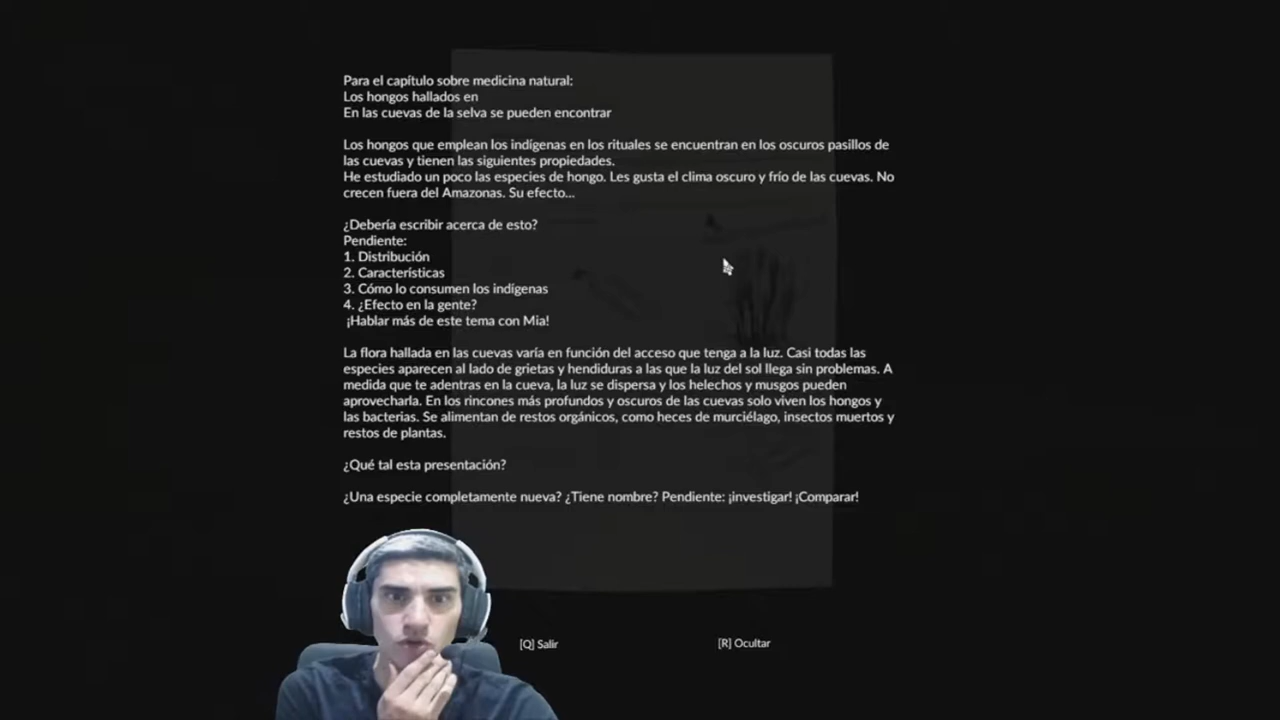 Para el capítulo sobre medicina natural:
Los hongos hallados en
En las cuevas de la selva se pueden encontrar
Los hongos que emplean los indígenas en los rituales se encuentran en los oscuros pasillos de
las cuevas y tienen las siguientes propiedades.
He estudiado un poco las especies de hongo. Les gusta el clima oscuro y frío de las cuevas. No
crecen fuera del Amazonas. Su efecto...
¿Debería escribir acerca de esto?
Pendiente:
1. Distribución
2. Características
3. Cómo lo consumen los indígenas
4. ¿Efecto en la gente?
¡Hablar más de este tema con Mia!
La flora hallada en las cuevas varía en función del acceso que tenga a la luz. Casi todas las
especies aparecen al lado de grietas y hendiduras a las que la luz del sol llega sin problemas. A
medida que te adentras en la cueva, la luz se dispersa y los helechos y musgos pueden
aprovecharla. En los rincones más profundos y oscuros de las cuevas solo viven los hongos y
las bacterias. Se alimentan de restos orgánicos, como heces de murciélago, insectos muertos y
restos de plantas.
¿Qué tal esta presentación?
¿Una especie completamente nueva? ¿Tiene nombre? Pendiente: ¡investigar! ¡Comparar!
[Q] Salir
[R] Ocultar